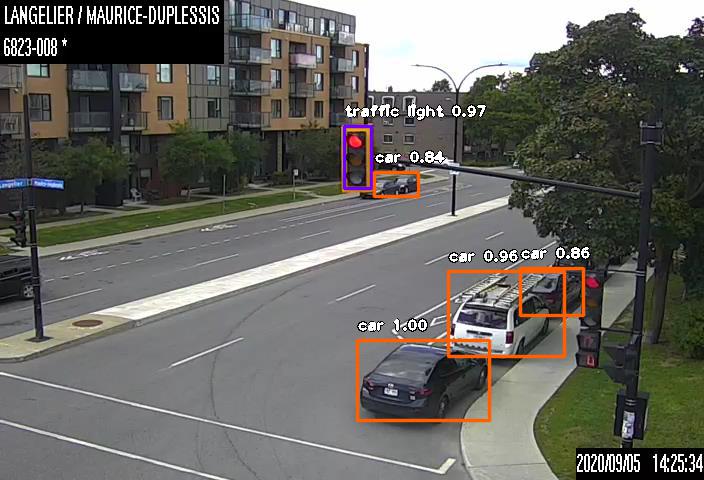 LANGELIER / MAURICE-DUPLESSIS
6823-008 *
traffic light 0.97
car 0.84
car 0.96
car 0.86
car 1.00
Langelier
2020/09/05 14:25:34